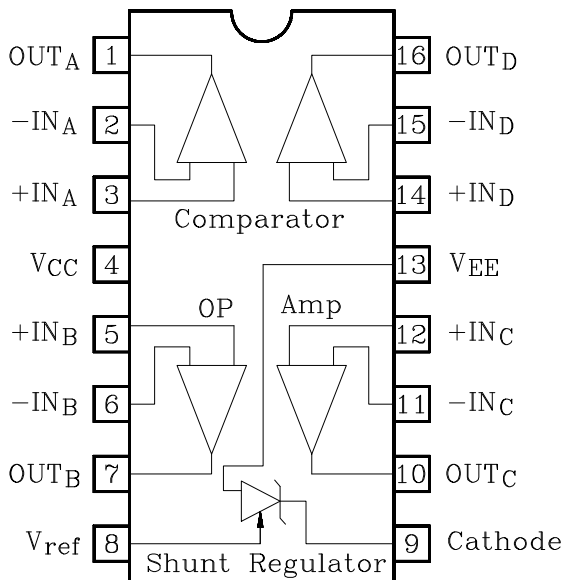 OUTA 1 16 OUTD
-INA 2 15 -IND
+INA 3 14 +IND
Comparator
VCC 4 13 VEE
OP Amp
+INB 5 12 +INC
-INB 6 11 -INC
OUTB 7 10 OUTC
Vref 8 9 Cathode
Shunt Regulator